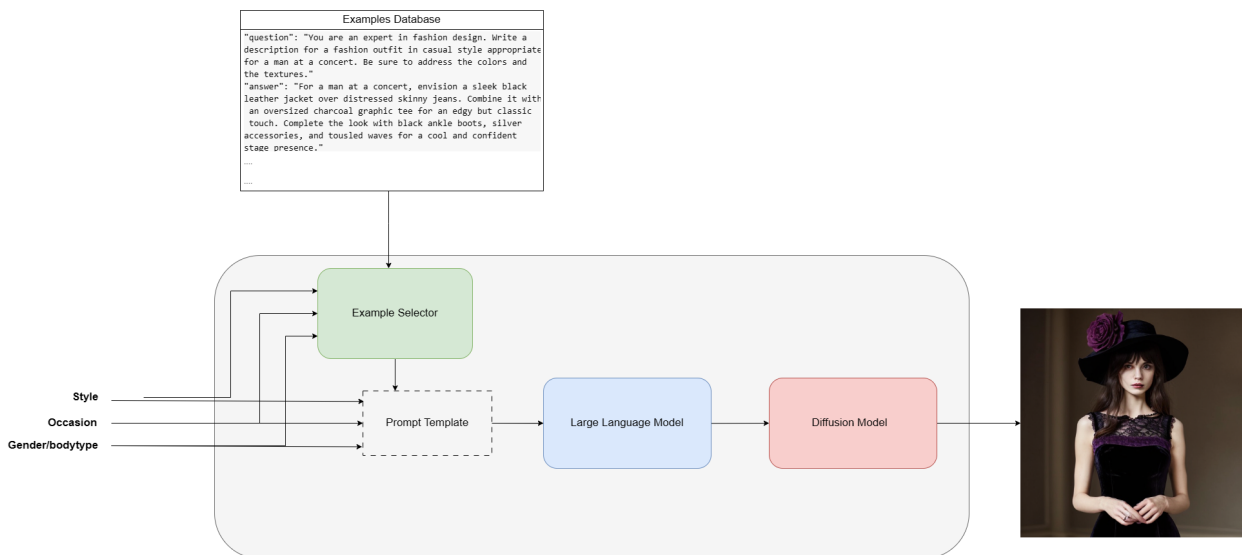 Examples Database
"question": "You are an expert in fashion design. Write a
description for a fashion outfit in casual style appropriate
for a man at a concert. Be sure to address the colors and
the textures."
"answer": "For a man at a concert, envision a sleek black
leather jacket over distressed skinny jeans. Combine it with
an oversized charcoal graphic tee for an edgy but classic
touch. Complete the look with black ankle boots, silver
accessories, and tousled waves for a cool and confident
stage presence."
....
....
Example Selector
Style
Occasion
Gender/bodytype
Prompt Template
Large Language Model
Diffusion Model